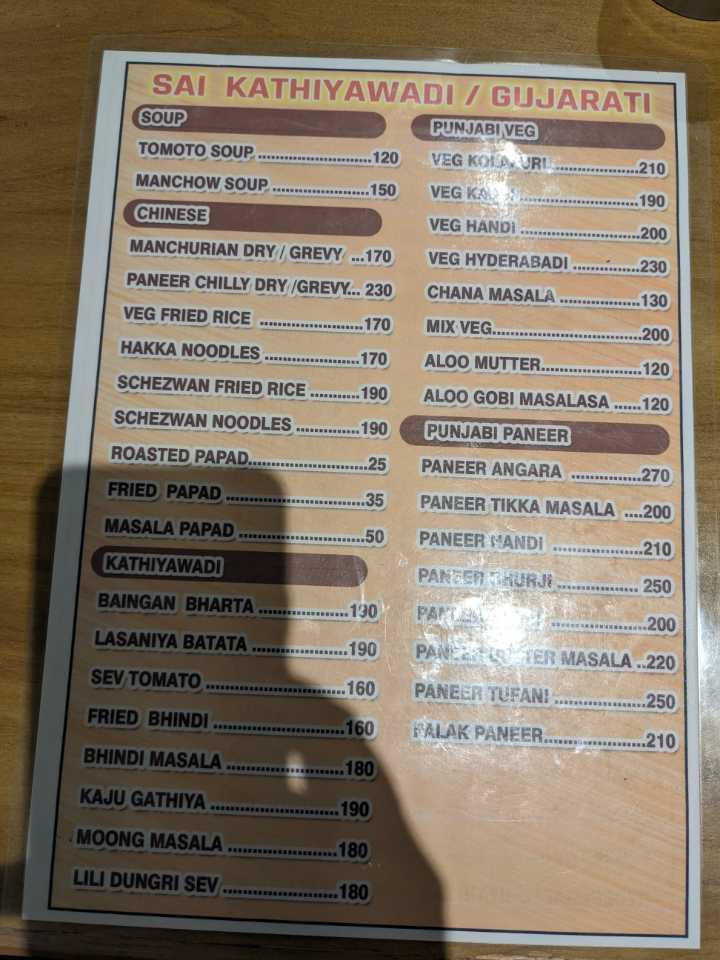 SAI KATHIYAWADI / GUJARATI
SOUP
TOMOTO SOUP ..........................120
MANCHOW SOUP ......................150
CHINESE
MANCHURIAN DRY / GREVY ...170
PANEER CHILLY DRY /GREVY... 230
VEG FRIED RICE ........................170
HAKKA NOODLES ......................170
SCHEZWAN FRIED RICE ...........190
SCHEZWAN NOODLES ..............190
ROASTED PAPAD.........................25
FRIED PAPAD .............................35
MASALA PAPAD ..........................50
KATHIYAWADI
BAINGAN BHARTA ....................190
LASANIYA BATATA .....................190
SEV TOMATO ..............................160
FRIED BHINDI ............................160
BHINDI MASALA .........................180
KAJU GATHIYA ...........................190
MOONG MASALA .......................180
LILI DUNGRI SEV ........................180
PUNJABI VEG
VEG .....................210
VEG ..........................190
VEG HANDI ..........................200
VEG HYDERABADI ...............230
CHANA MASALA ..................130
MIX VEG.................................200
ALOO MUTTER......................120
ALOO GOBI MASALASA ......120
PUNJABI PANEER
PANEER ANGARA ................270
PANEER TIKKA MASALA ....200
PANEER HANDI ...................210
PANEER BHURJI ...................250
.....................200
PANEER MASALA ..220
PANEER TUFANI ....................250
PALAK PANEER.....................210